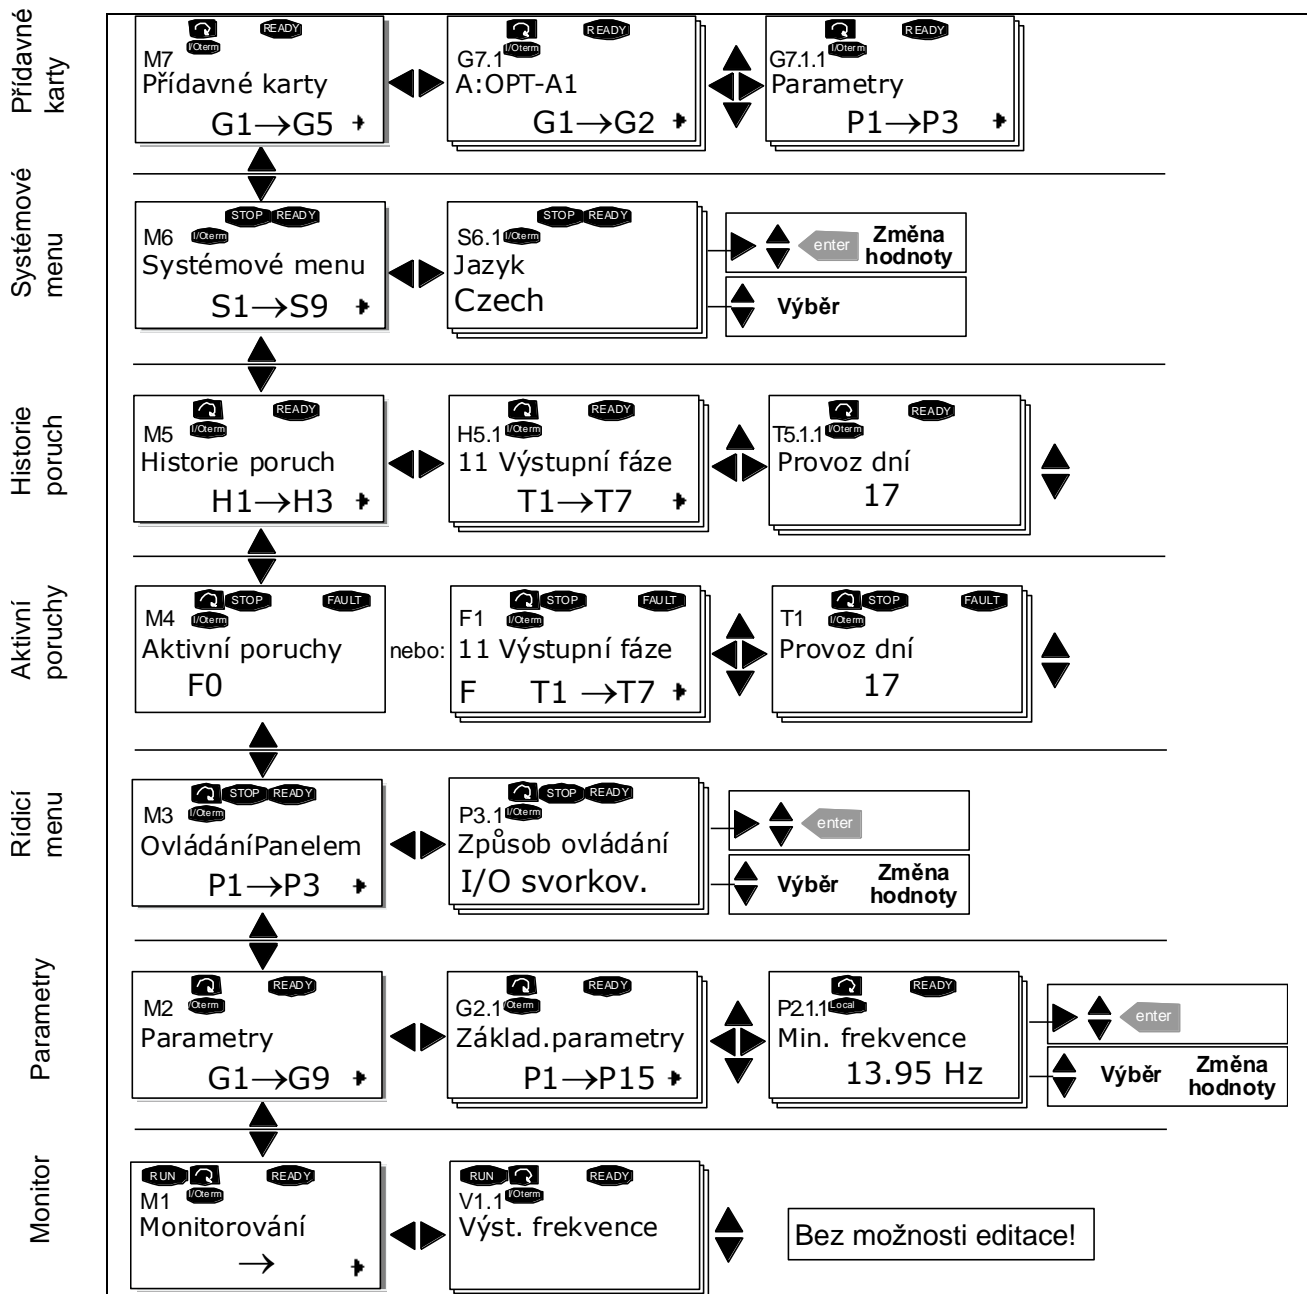 Přídavné
karty
READY
I/Oterm
M7
Přídavné karty
G1→G5
READY
I/Oterm
G7.1
A:OPT-A1
G1→G2
READY
I/Oterm
G7.1.1
Parametry
P1→P3
Systémové
menu
STOP READY
M6 I/Oterm
Systémové menu
S1→S9
STOP READY
S6.1 I/Oterm
Jazyk
Czech
enter
Změna
hodnoty
Výběr
Historie
poruch
READY
M5 I/Oterm
Historie poruch
H1→H3
READY
H5.1 I/Oterm
11 Výstupní fáze
T1→T7
READY
T5.1.1 I/Oterm
Provoz dní
17
Aktivní
poruchy
STOP FAULT
M4 I/Oterm
Aktivní poruchy
F0
nebo:
STOP FAULT
F1 I/Oterm
11 Výstupní fáze
F T1 →T7
STOP FAULT
T1 I/Oterm
Provoz dní
17
Rídicí
menu
STOP READY
M3 I/Oterm
OvládáníPanelem
P1→P3
STOP READY
P3.1 I/Oterm
Způsob ovládání
I/O svorkov.
enter
Výběr
Změna
hodnoty
Parametry
READY
M2 I/Oterm
Parametry
G1→G9
READY
G2.1 I/Oterm
Základ.parametry
P1→P15
READY
P2.1.1 Local
Min. frekvence
13.95 Hz
enter
Výběr
Změna
hodnoty
Monitor
RUN READY
M1 I/Oterm
Monitorování
→
RUN READY
V1.1 I/Oterm
Výst. frekvence
Bez možnosti editace!